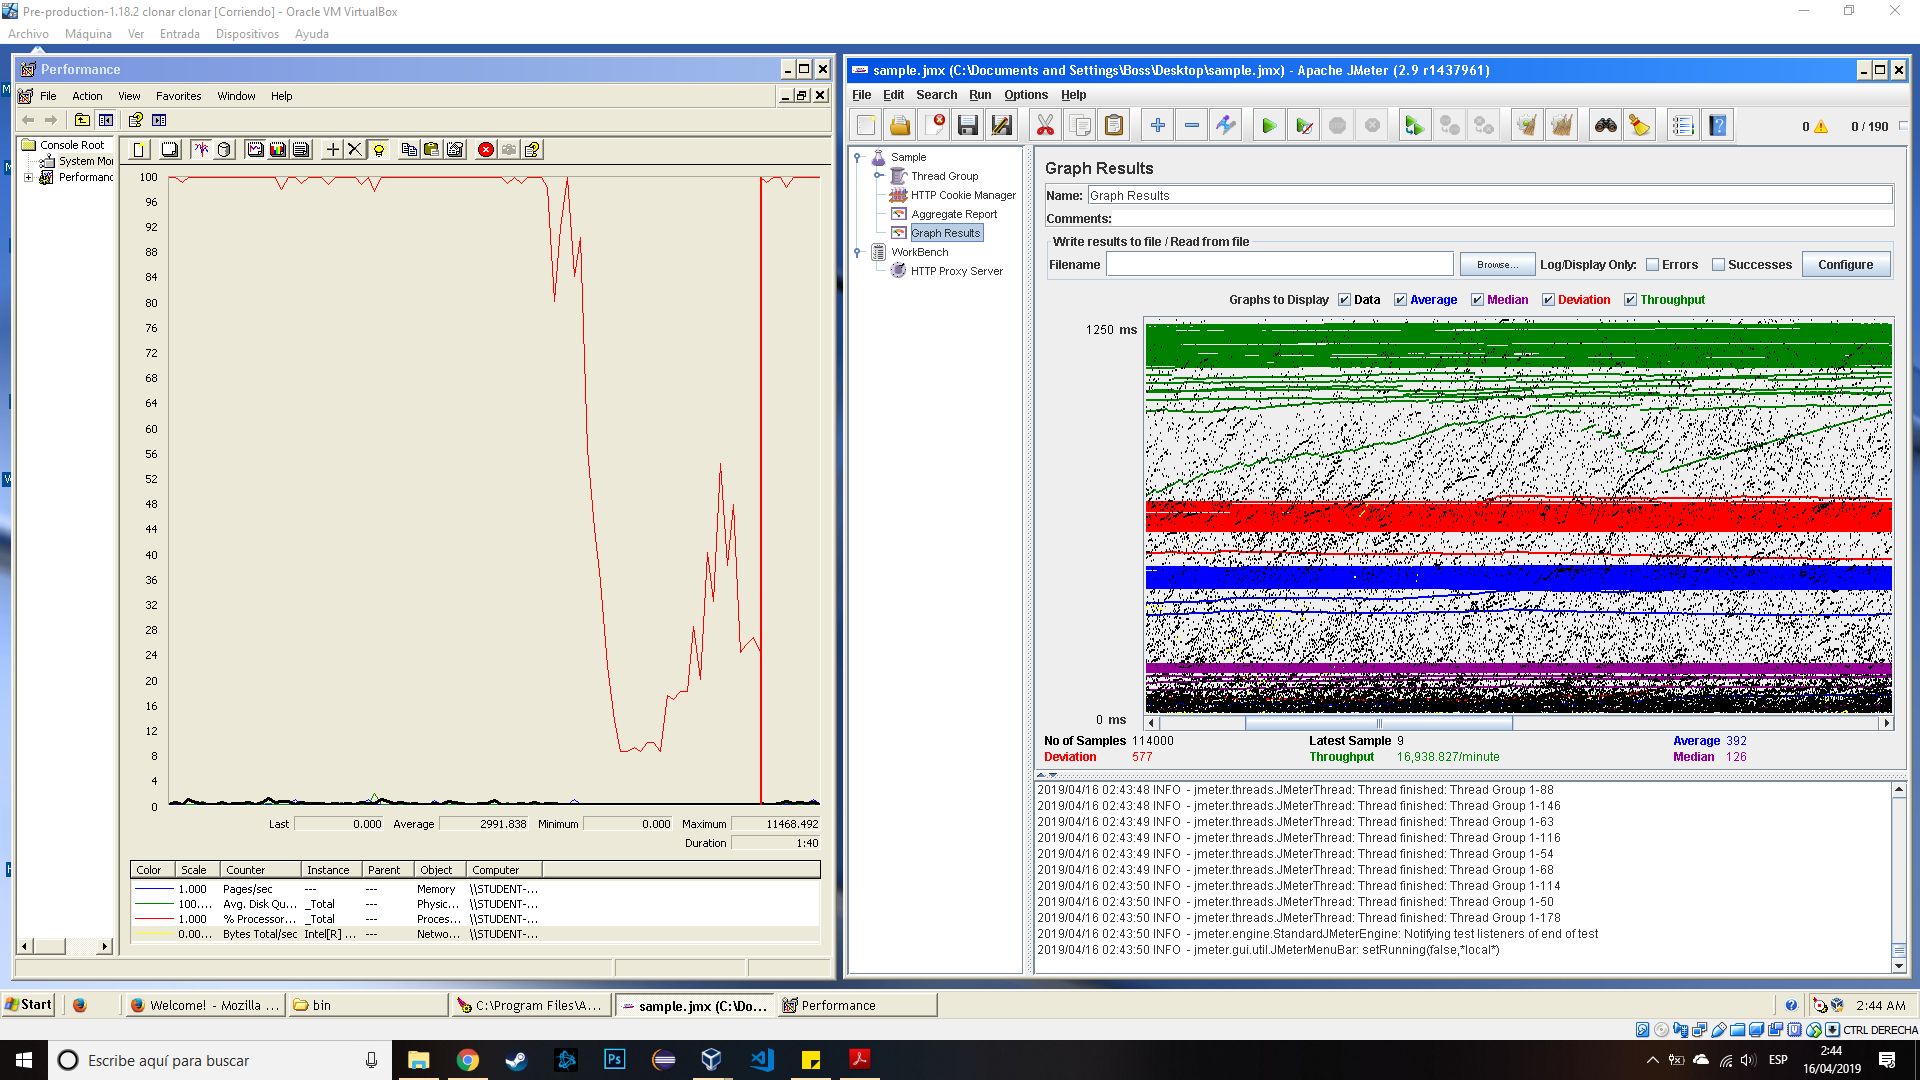 Pre-production-1.18.2 clonar clonar [Corriendo] - Oracle VM VirtualBox
Archivo Máquina Ver Entrada Dispositivos Ayuda
Performance
File Action View Favorites Window Help
Console Root
System Mo
Performanc
100
96
92
88
84
80
76
72
68
64
60
56
52
48
44
40
36
32
28
24
20
16
12
8
4
0
Last 0.000 Average 2991.838 Minimum 0.000 Maximum 11468.492
Duration 1:40
Color Scale Counter Instance Parent Object Computer
1.000 Pages/sec --- --- Memory \\STUDENT-...
100.... Avg. Disk Qu... _Total --- Physic... \\STUDENT-...
1.000 % Processor... _Total --- Proces... \\STUDENT-...
0.00... Bytes Total/sec Intel[R] ... --- Netwo... \\STUDENT-...
sample.jmx (C:\Documents and Settings\Boss\Desktop\sample.jmx) - Apache JMeter (2.9 r1437961)
File Edit Search Run Options Help
0 0 / 190
Sample
Thread Group
HTTP Cookie Manager
Aggregate Report
Graph Results
WorkBench
HTTP Proxy Server
Graph Results
Name: Graph Results
Comments:
Write results to file / Read from file
Filename Browse... Log/Display Only: Errors Successes Configure
Graphs to Display Data Average Median Deviation Throughput
1250 ms
0 ms
No of Samples 114000 Latest Sample 9 Average 392
Deviation 577 Throughput 16,938.827/minute Median 126
2019/04/16 02:43:48 INFO - jmeter.threads.JMeterThread: Thread finished: Thread Group 1-88
2019/04/16 02:43:48 INFO - jmeter.threads.JMeterThread: Thread finished: Thread Group 1-146
2019/04/16 02:43:49 INFO - jmeter.threads.JMeterThread: Thread finished: Thread Group 1-63
2019/04/16 02:43:49 INFO - jmeter.threads.JMeterThread: Thread finished: Thread Group 1-116
2019/04/16 02:43:49 INFO - jmeter.threads.JMeterThread: Thread finished: Thread Group 1-54
2019/04/16 02:43:49 INFO - jmeter.threads.JMeterThread: Thread finished: Thread Group 1-68
2019/04/16 02:43:50 INFO - jmeter.threads.JMeterThread: Thread finished: Thread Group 1-114
2019/04/16 02:43:50 INFO - jmeter.threads.JMeterThread: Thread finished: Thread Group 1-50
2019/04/16 02:43:50 INFO - jmeter.threads.JMeterThread: Thread finished: Thread Group 1-178
2019/04/16 02:43:50 INFO - jmeter.engine.StandardJMeterEngine: Notifying test listeners of end of test
2019/04/16 02:43:50 INFO - jmeter.gui.util.JMeterMenuBar: setRunning(false,*local*)
Start Welcome! - Mozilla ... bin C:\Program Files\A... sample.jmx (C:\Do... Performance 2:44 AM
CTRL DERECHA
Escribe aquí para buscar Ps ESP 2:44
16/04/2019